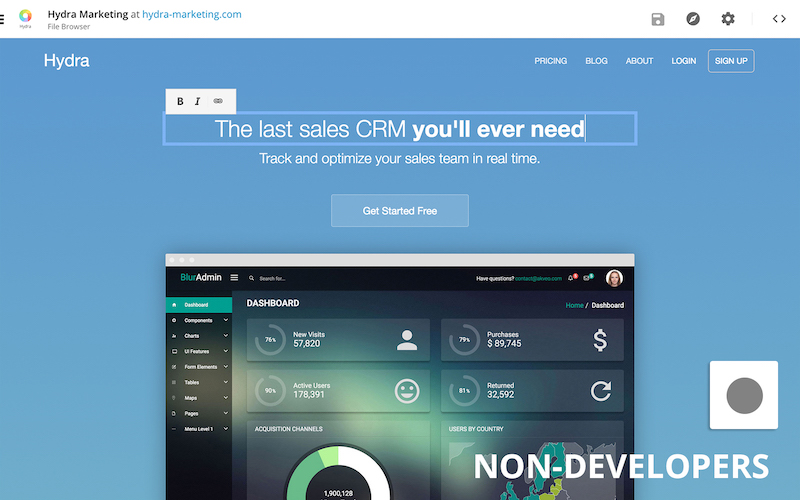 Hydra Marketing at hydra-marketing.com
Hydra
File Browser
Hydra
PRICING BLOG ABOUT LOGIN SIGN UP
B I
The last sales CRM you'll ever need
Track and optimize your sales team in real time.
Get Started Free
BlurAdmin
Search for...
Have questions? contact@akveo.com
DASHBOARD
Home / Dashboard
Dashboard
Components
Charts
UI Features
Form Elements
Tables
Maps
Pages
Menu Level 1
76%
New Visits
57,820
79%
Purchases
$ 89,745
90%
Active Users
178,391
81%
Returned
32,592
ACQUISITION CHANNELS
USERS BY COUNTRY
1,900,128
NON-DEVELOPERS